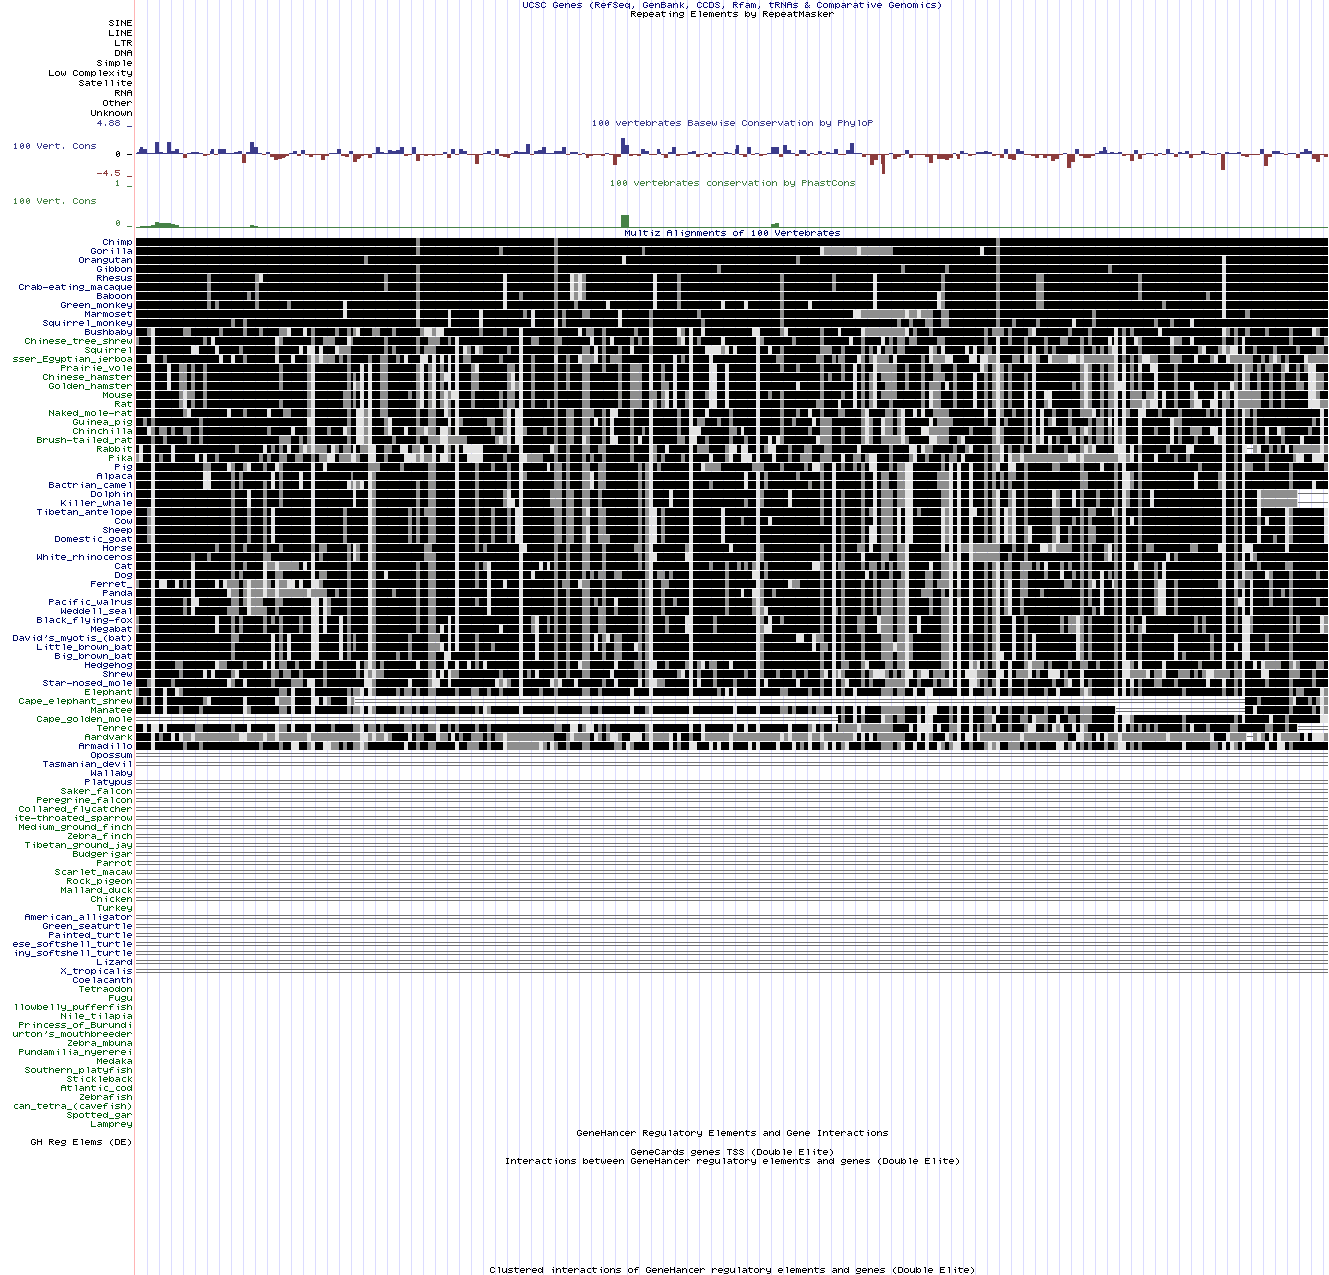 UCSC Genes (RefSeq, GenBank, CCDS, Rfam, tRNAs & Comparative Genomics)
Repeating Elements by RepeatMasker
SINE
LINE
LTR
DNA
Simple
Low Complexity
Satellite
RNA
Other
Unknown
4.88 _
100 vertebrates Basewise Conservation by PhyloP
100 Vert. Cons
0 _
-4.5 _
1 _
100 vertebrates conservation by PhastCons
100 Vert. Cons
0 _
Multiz Alignments of 100 Vertebrates
Chimp
Gorilla
Orangutan
Gibbon
Rhesus
Crab-eating_macaque
Baboon
Green_monkey
Marmoset
Squirrel_monkey
Bushbaby
Chinese_tree_shrew
Squirrel
sser_Egyptian_jerboa
Prairie_vole
Chinese_hamster
Golden_hamster
Mouse
Rat
Naked_mole-rat
Guinea_pig
Chinchilla
Brush-tailed_rat
Rabbit
Pika
Pig
Alpaca
Bactrian_camel
Dolphin
Killer_whale
Tibetan_antelope
Cow
Sheep
Domestic_goat
Horse
White_rhinoceros
Cat
Dog
Ferret_
Panda
Pacific_walrus
Weddell_seal
Black_flying-fox
Megabat
David's_myotis_(bat)
Little_brown_bat
Big_brown_bat
Hedgehog
Shrew
Star-nosed_mole
Elephant
Cape_elephant_shrew
Manatee
Cape_golden_mole
Tenrec
Aardvark
Armadillo
Opossum
Tasmanian_devil
Wallaby
Platypus
Saker_falcon
Peregrine_falcon
Collared_flycatcher
ite-throated_sparrow
Medium_ground_finch
Zebra_finch
Tibetan_ground_jay
Budgerigar
Parrot
Scarlet_macaw
Rock_pigeon
Mallard_duck
Chicken
Turkey
American_alligator
Green_seaturtle
Painted_turtle
ese_softshell_turtle
iny_softshell_turtle
Lizard
X_tropicalis
Coelacanth
Tetraodon
Fugu
llowbelly_pufferfish
Nile_tilapia
Princess_of_Burundi
urton's_mouthbreeder
Zebra_mbuna
Pundamilia_nyererei
Medaka
Southern_platyfish
Stickleback
Atlantic_cod
Zebrafish
can_tetra_(cavefish)
Spotted_gar
Lamprey
GeneHancer Regulatory Elements and Gene Interactions
GH Reg Elems (DE)
GeneCards genes TSS (Double Elite)
Interactions between GeneHancer regulatory elements and genes (Double Elite)
Clustered interactions of GeneHancer regulatory elements and genes (Double Elite)